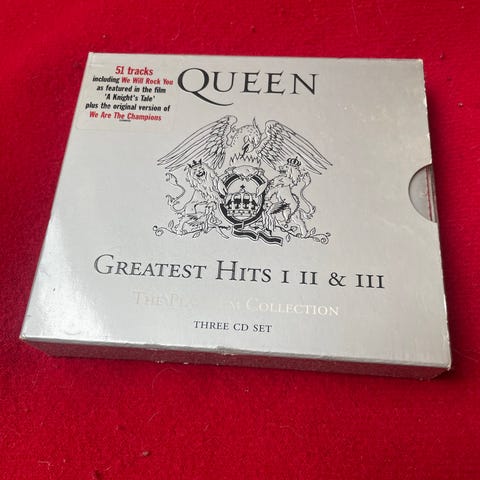 51 tracks
including We Will Rock You
as featured in the film
'A Knight's Tale'
plus the original version of
We Are The Champions
QUEEN
GREATEST HITS I II & III
THE PLATINUM COLLECTION
THREE CD SET